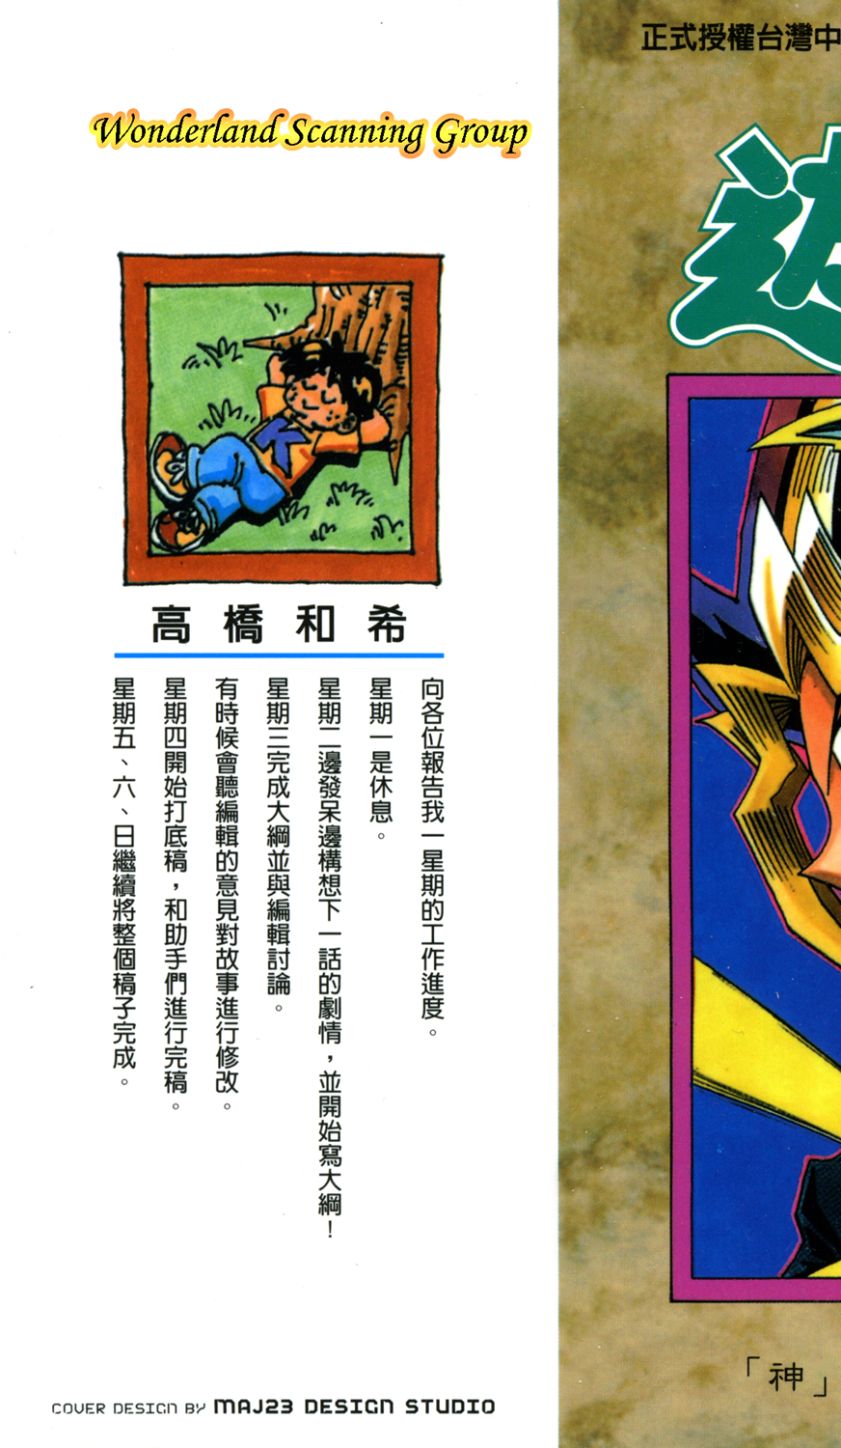 Wonderland Scanning Group
高橋和希
向各位報告我一星期的工作進度。
星期一是休息。
星期二邊發呆邊構想下一話的劇情，並開始寫大綱！
星期三完成大綱並與編輯討論。
有時候會聽編輯的意見對故事進行修改。
星期四開始打底稿，和助手們進行完稿。
星期五、六、日繼續將整個稿子完成。
COVER DESIGN BY MAJ23 DESIGN STUDIO
正式授權台灣中
K
「神」